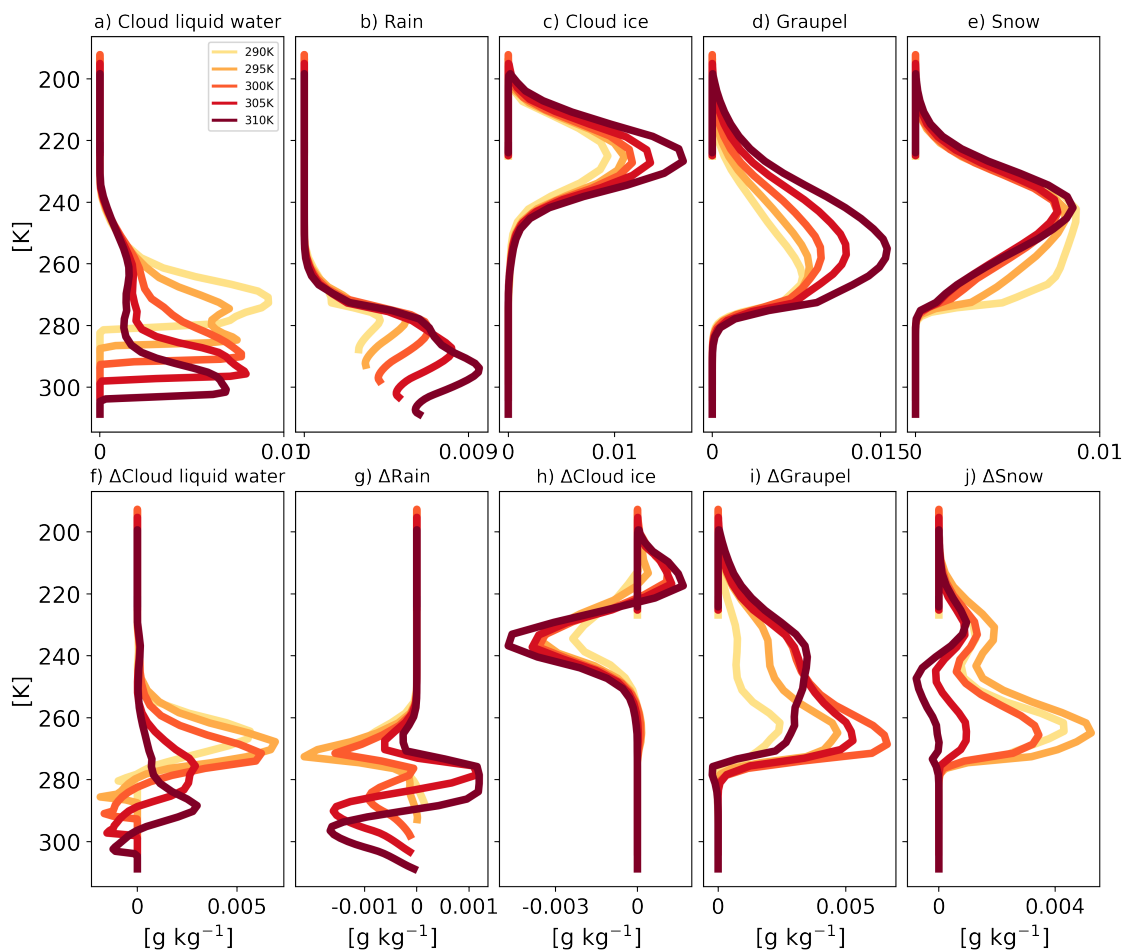 a) Cloud liquid water
b) Rain
c) Cloud ice
d) Graupel
e) Snow
290K
295K
300K
305K
310K
[K]
200
220
240
260
280
300
0
0.01
0
0.009
0
0.01
0
0.015
0
0.01
f) ΔCloud liquid water
g) ΔRain
h) ΔCloud ice
i) ΔGraupel
j) ΔSnow
[K]
200
220
240
260
280
300
0
0.005
-0.001
0.001
-0.003
0
0
0.005
0
0.004
[g kg⁻¹]
[g kg⁻¹]
[g kg⁻¹]
[g kg⁻¹]
[g kg⁻¹]